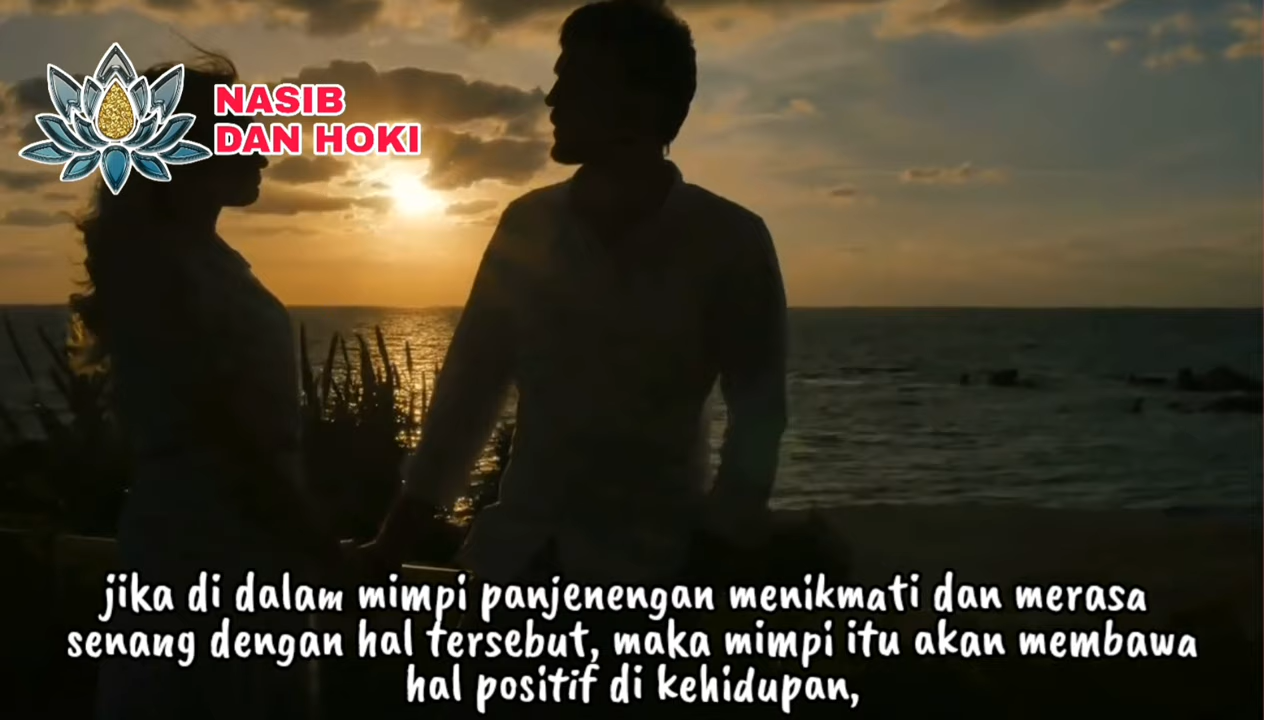 NASIB
DAN HOKI
jika di dalam mimpi panjenengan menikmati dan merasa
senang dengan hal tersebut, maka mimpi itu akan membawa
hal positif di kehidupan,